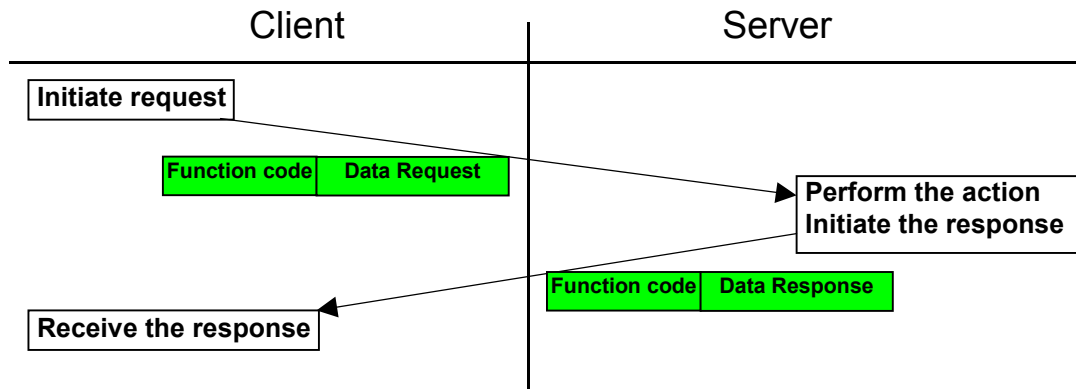 Client
Server
Initiate request
Function code Data Request
Perform the action
Initiate the response
Function code Data Response
Receive the response